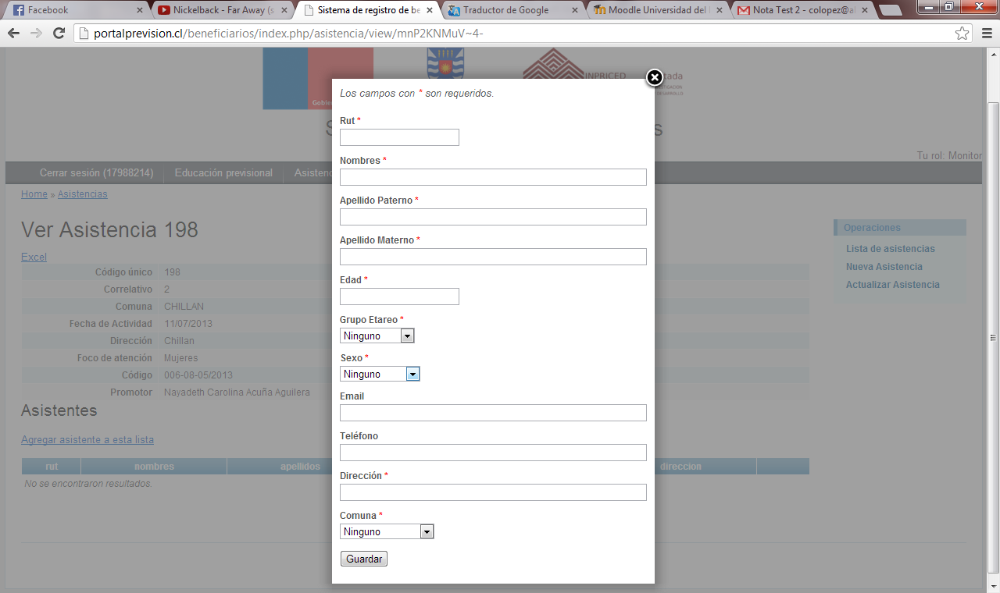 Facebook
Nickelback - Far Away (s
Sistema de registro de be
Traductor de Google
Moodle Universidad del
Nota Test 2 - colopez@al
portalprevision.cl/beneficiarios/index.php/asistencia/view/mnP2KNMuV~4-
INPRICED
Tu rol: Monitor
Cerrar sesión (17988214)
Educación previsional
Home » Asistencias
Ver Asistencia 198
Excel
Código único 198
Correlativo 2
Comuna CHILLAN
Fecha de Actividad 11/07/2013
Dirección Chillan
Foco de atención Mujeres
Código 006-08-05/2013
Promotor Nayadeth Carolina Acuña Aguilera
Asistentes
Agregar asistente a esta lista
rut nombres apellidos direccion
No se encontraron resultados.
Los campos con * son requeridos.
Rut *
Nombres *
Apellido Paterno *
Apellido Materno *
Edad *
Grupo Etareo *
Ninguno
Sexo *
Ninguno
Email
Teléfono
Dirección *
Comuna *
Ninguno
Guardar
Operaciones
Lista de asistencias
Nueva Asistencia
Actualizar Asistencia